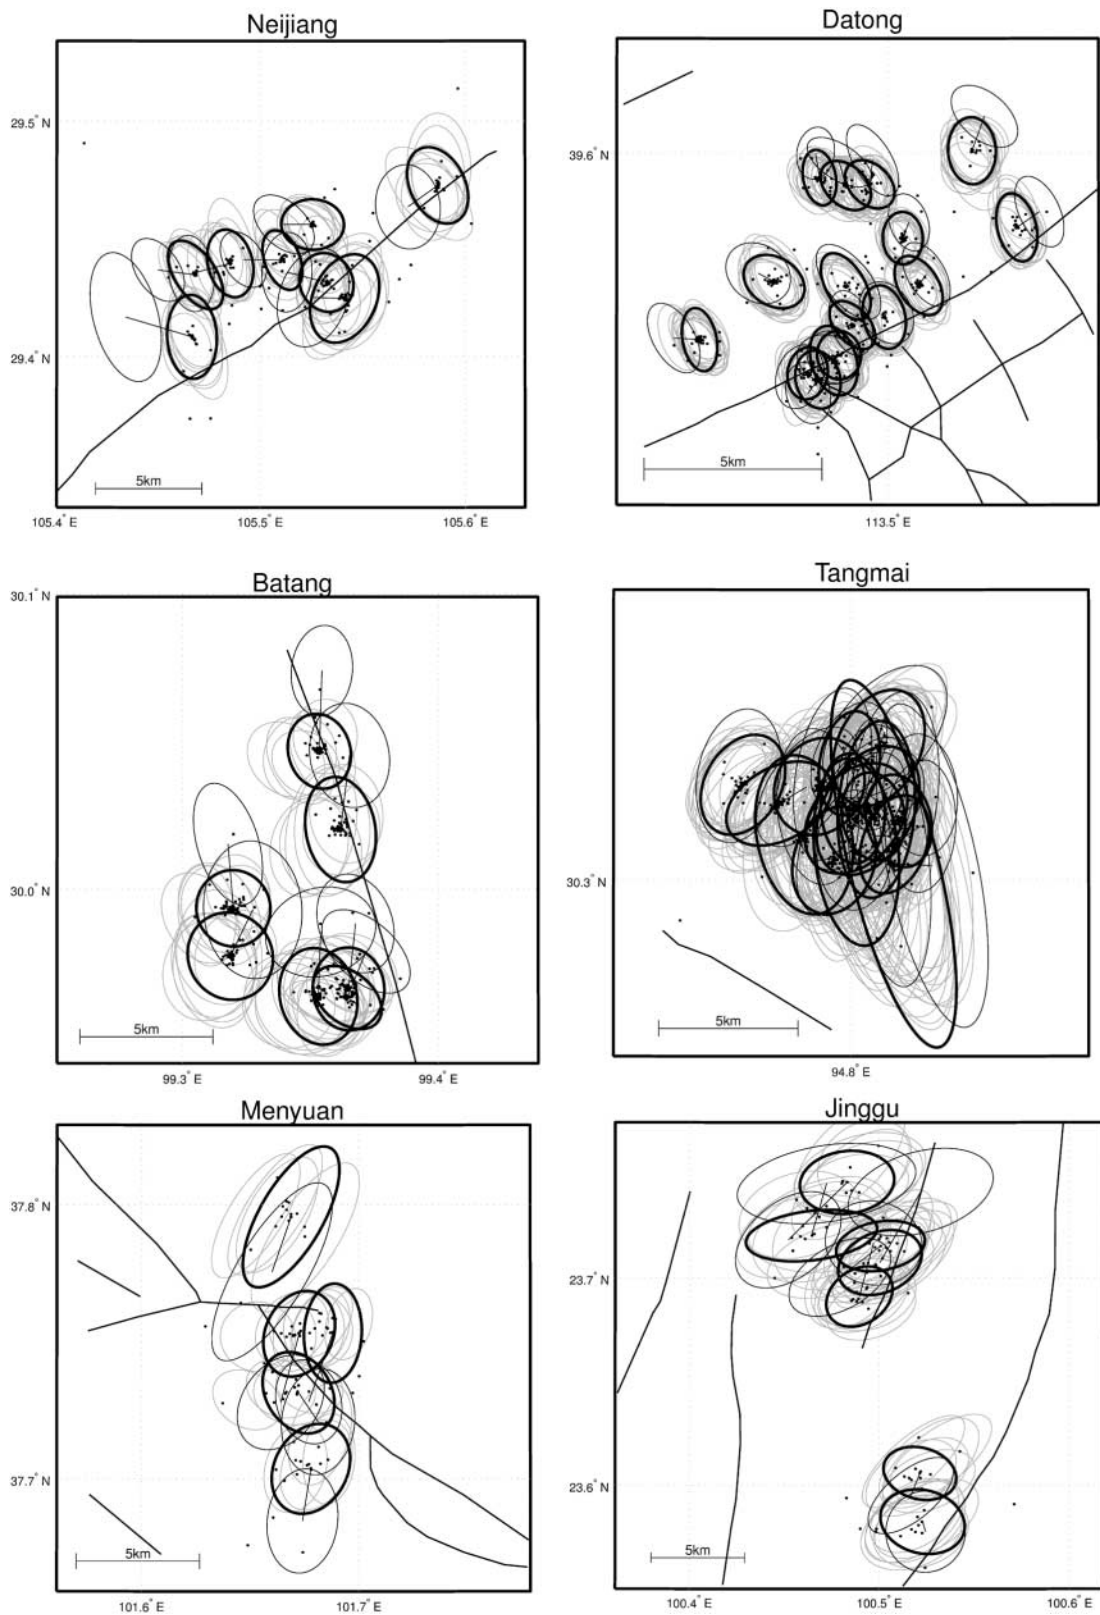 Neijiang
29.5° N
29.4° N
5km
105.4° E
105.5° E
105.6° E
Datong
39.6° N
5km
113.5° E
Batang
30.1° N
30.0° N
5km
99.3° E
99.4° E
Tangmai
30.3° N
5km
94.8° E
Menyuan
37.8° N
37.7° N
5km
101.6° E
101.7° E
Jinggu
23.7° N
23.6° N
5km
100.4° E
100.5° E
100.6° E